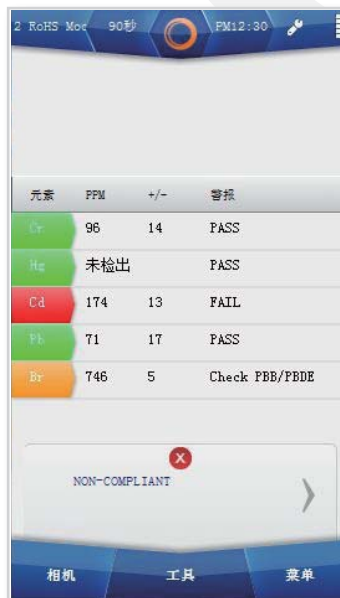 2 RoHS Moc 90秒 PM12:30
元素 PPM +/- 警报
Cr 96 14 PASS
Hg 未检出 PASS
Cd 174 13 FAIL
Pb 71 17 PASS
Br 746 5 Check PBB/PBDE
NON-COMPLIANT
相机 工具 菜单